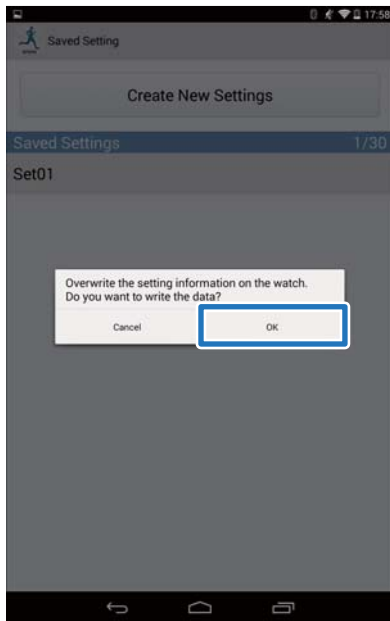 17:58
Saved Setting
Create New Settings
Saved Settings 1/30
Set01
Overwrite the setting information on the watch.
Do you want to write the data?
Cancel OK